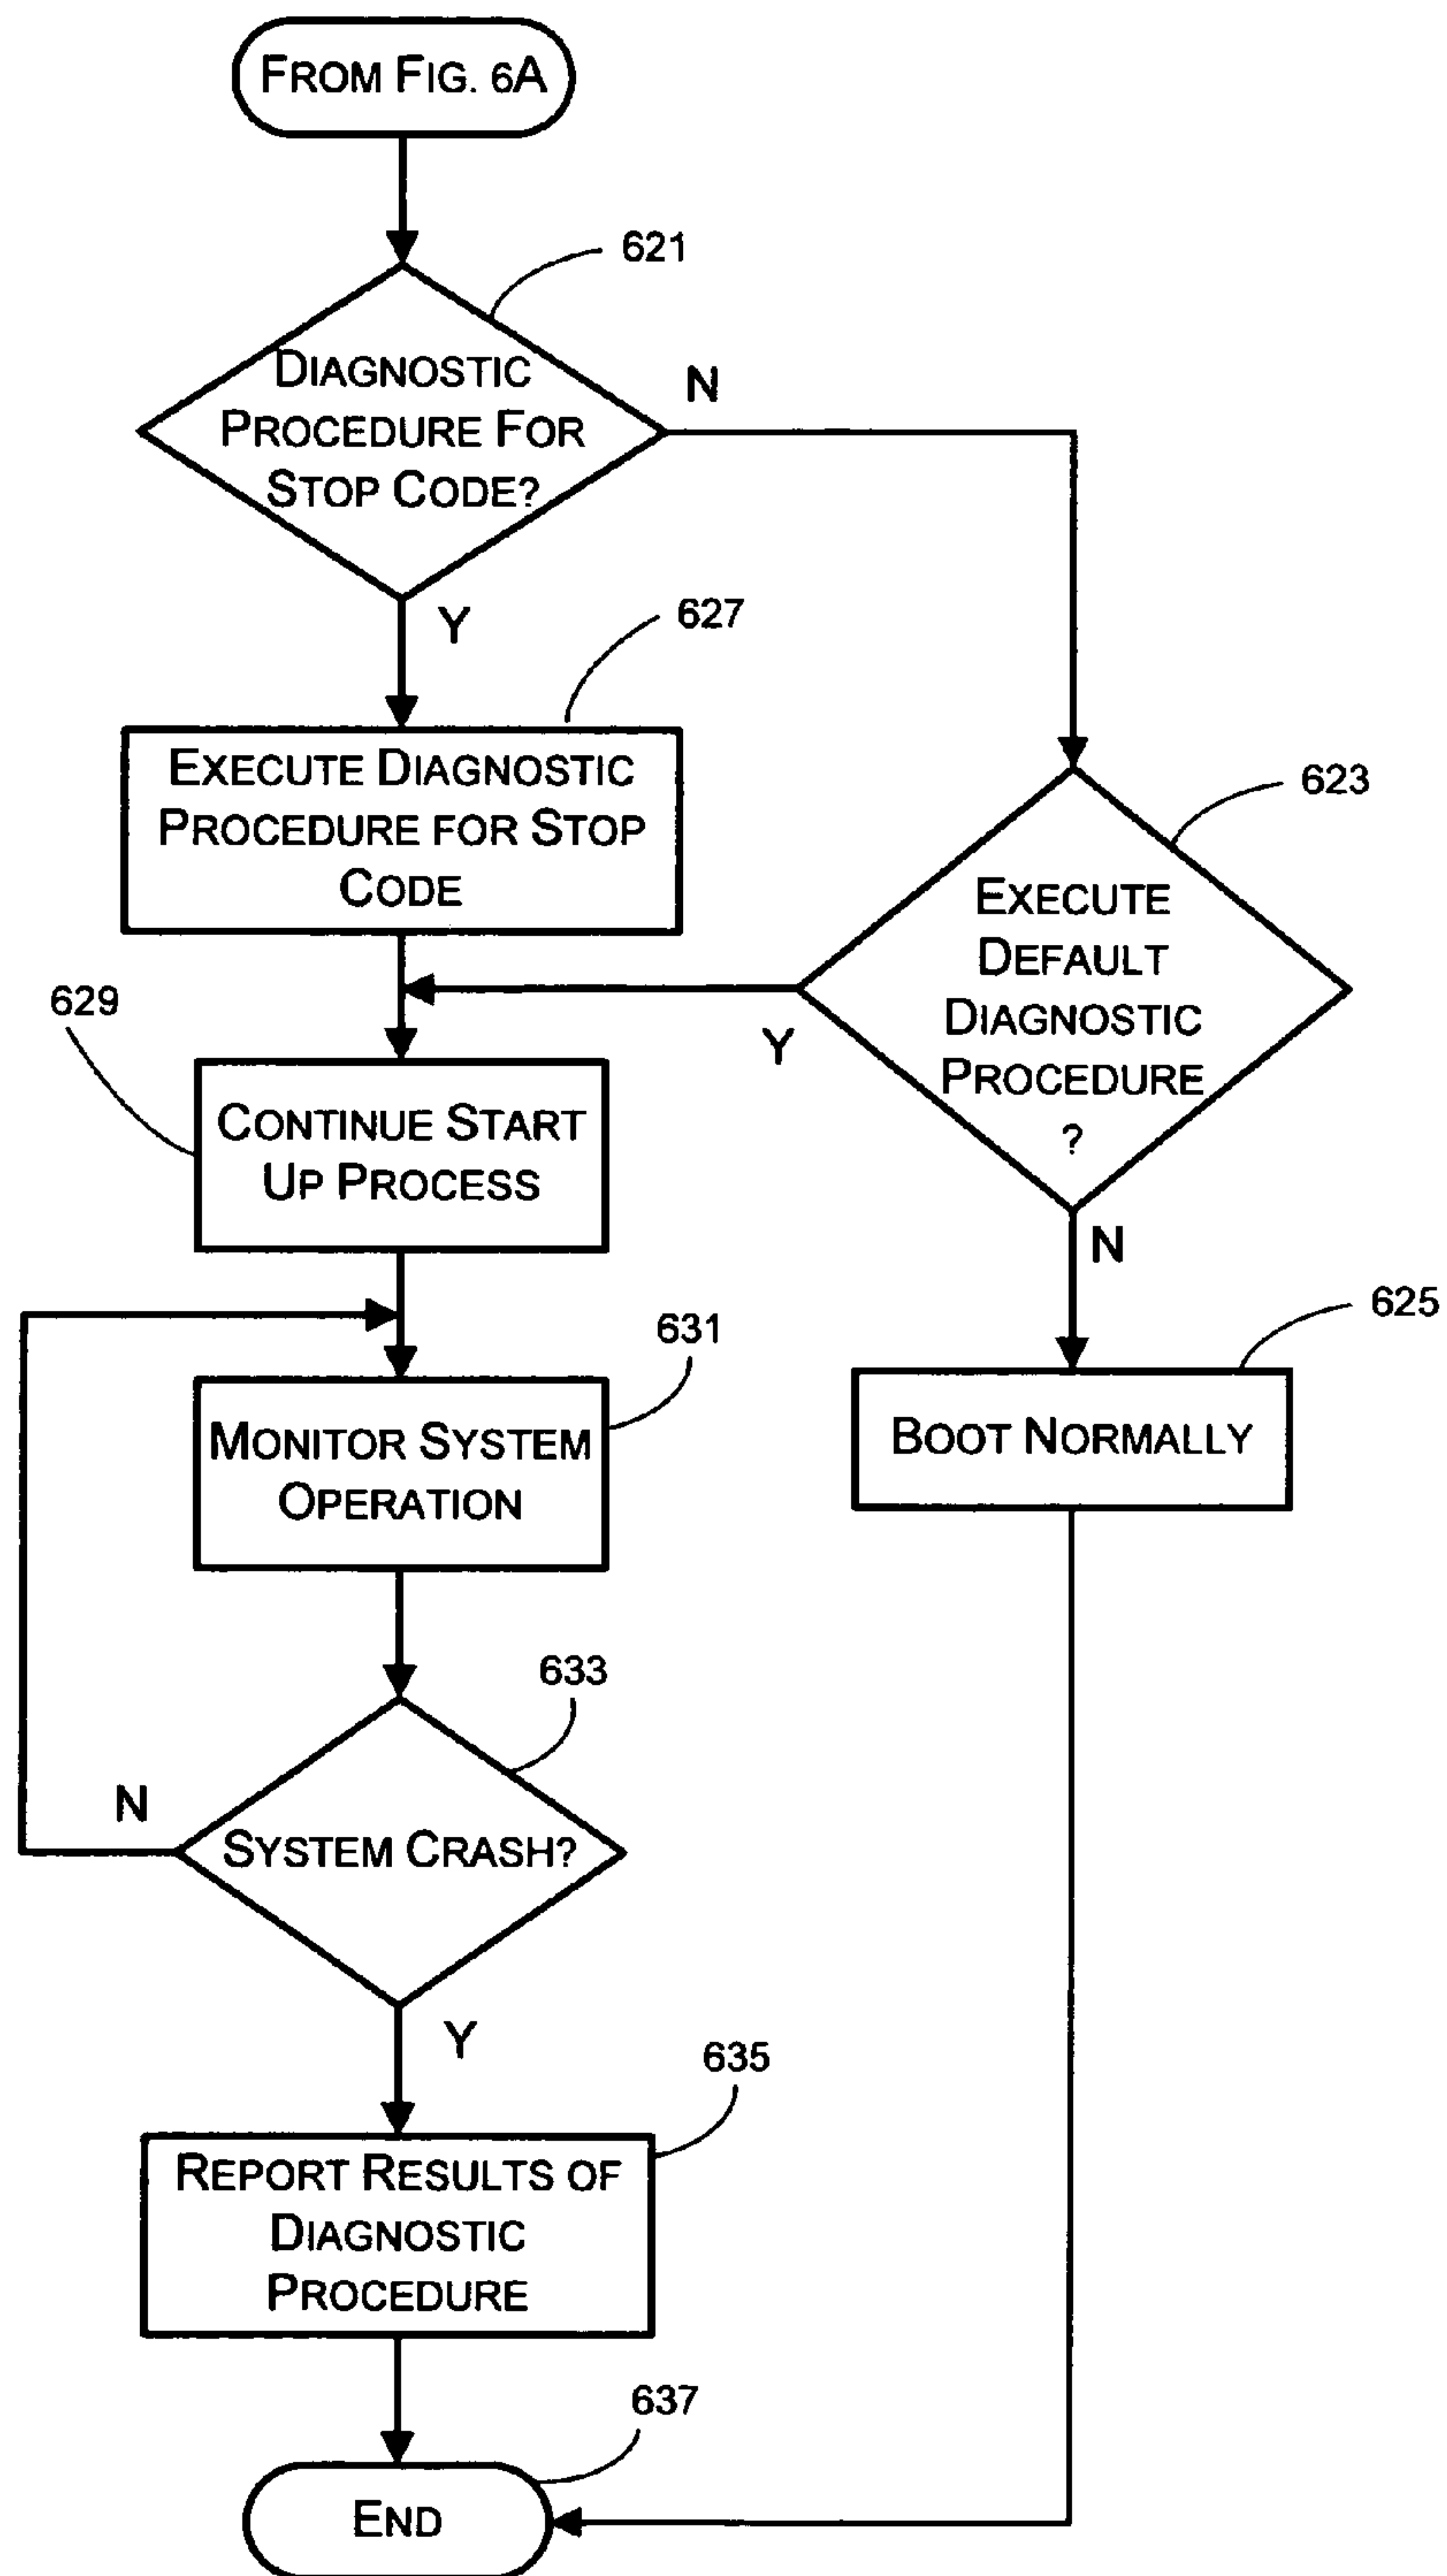 FROM FIG. 6A
621
DIAGNOSTIC
PROCEDURE FOR
STOP CODE?
N
Y
627
EXECUTE DIAGNOSTIC
PROCEDURE FOR STOP
CODE
623
EXECUTE
DEFAULT
DIAGNOSTIC
PROCEDURE
?
Y
N
629
CONTINUE START
UP PROCESS
625
BOOT NORMALLY
631
MONITOR SYSTEM
OPERATION
633
SYSTEM CRASH?
N
Y
635
REPORT RESULTS OF
DIAGNOSTIC
PROCEDURE
637
END